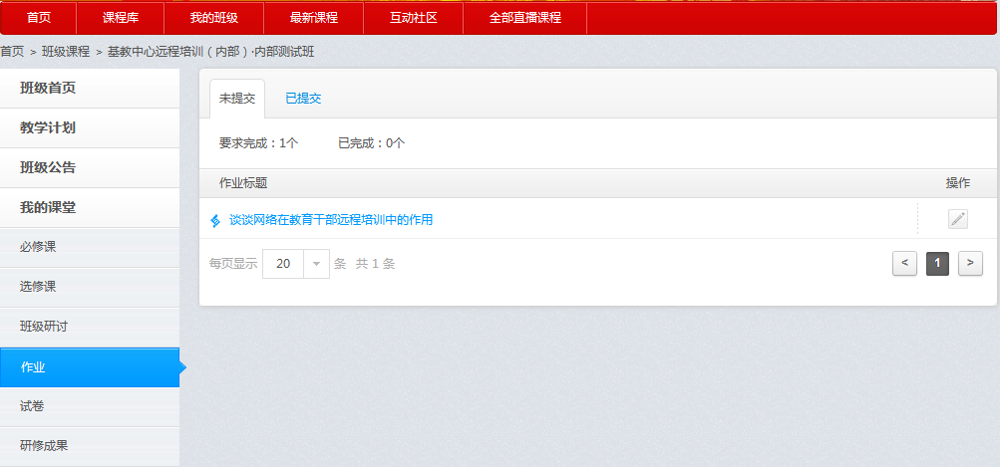 首页 课程库 我的班级 最新课程 互动社区 全部直播课程
首页 > 班级课程 > 基教中心远程培训（内部）·内部测试班
班级首页
教学计划
班级公告
我的课堂
必修课
选修课
班级研讨
作业
试卷
研修成果
未提交 已提交
要求完成：1个 已完成：0个
作业标题 操作
谈谈网络在教育干部远程培训中的作用
每页显示 20 条 共 1 条 < 1 >